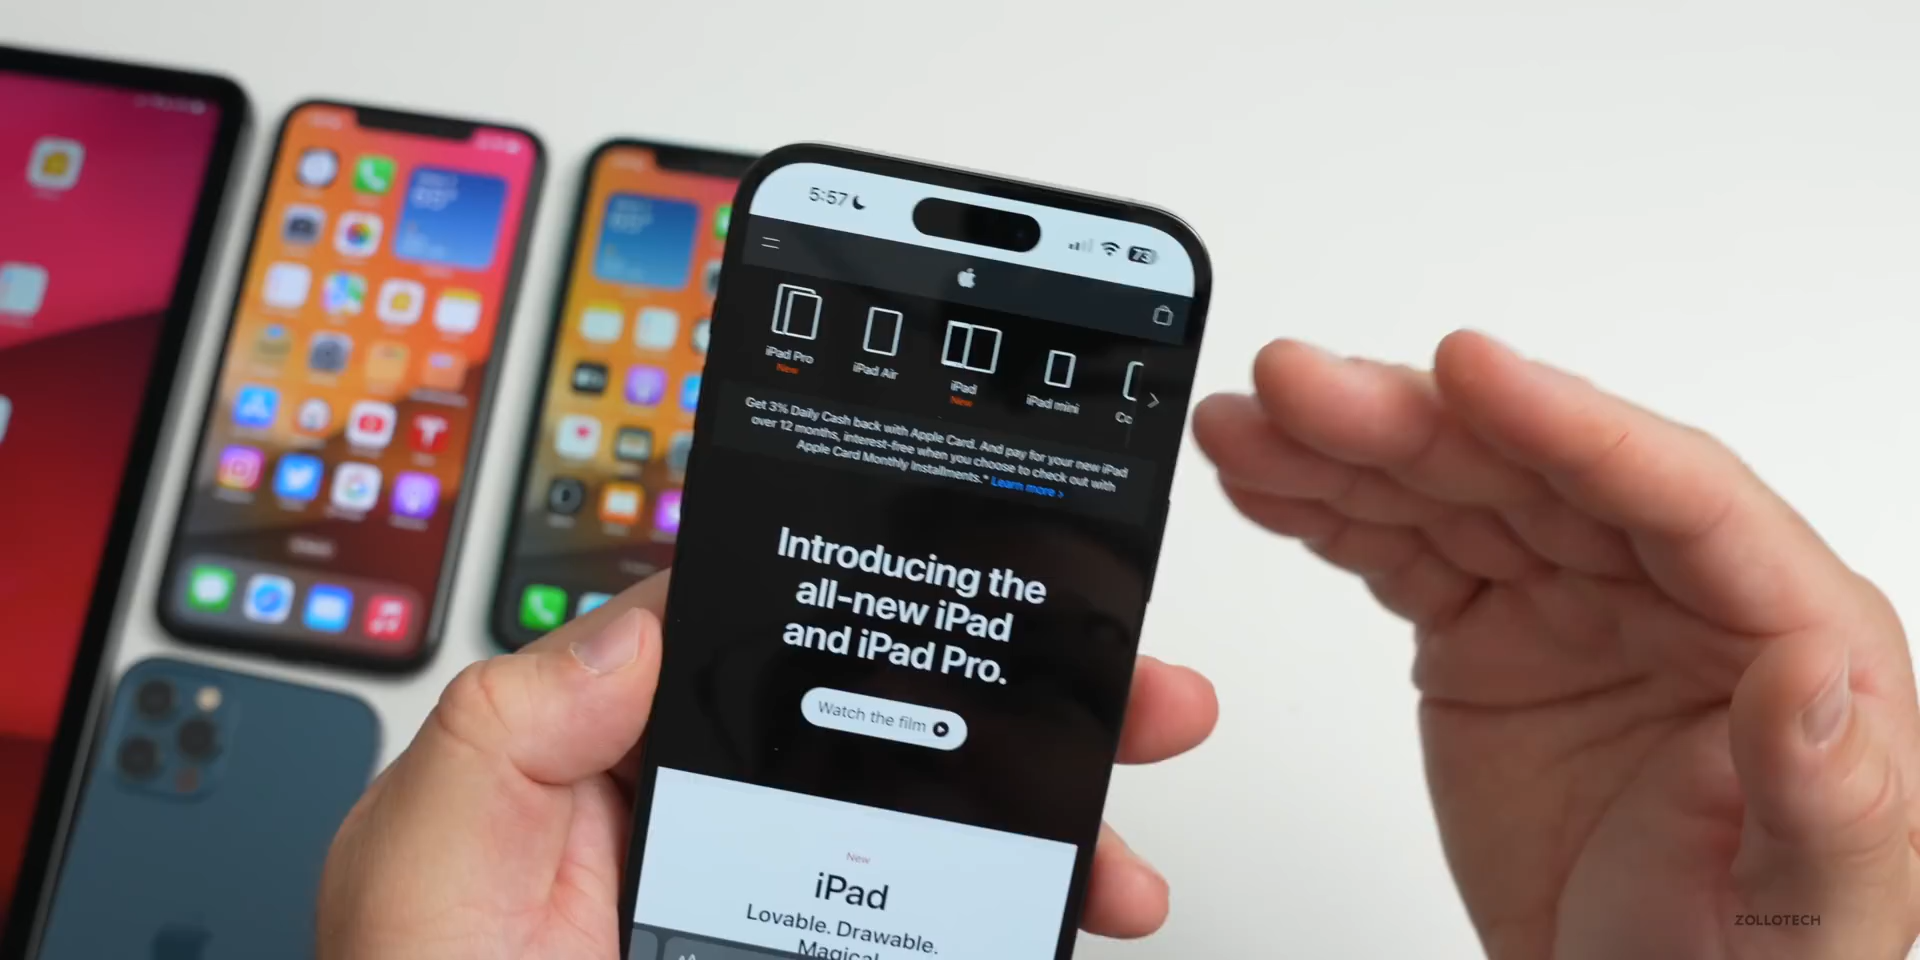 5:57
73
iPad Pro
New
iPad Air
iPad
New
iPad mini
Co
Get 3% Daily Cash back with Apple Card. And pay for your new iPad
over 12 months, interest-free when you choose to check out with
Apple Card Monthly Installments.* Learn more >
Introducing the
all-new iPad
and iPad Pro.
Watch the film
New
iPad
Lovable. Drawable.
Magical.
ZOLLOTECH